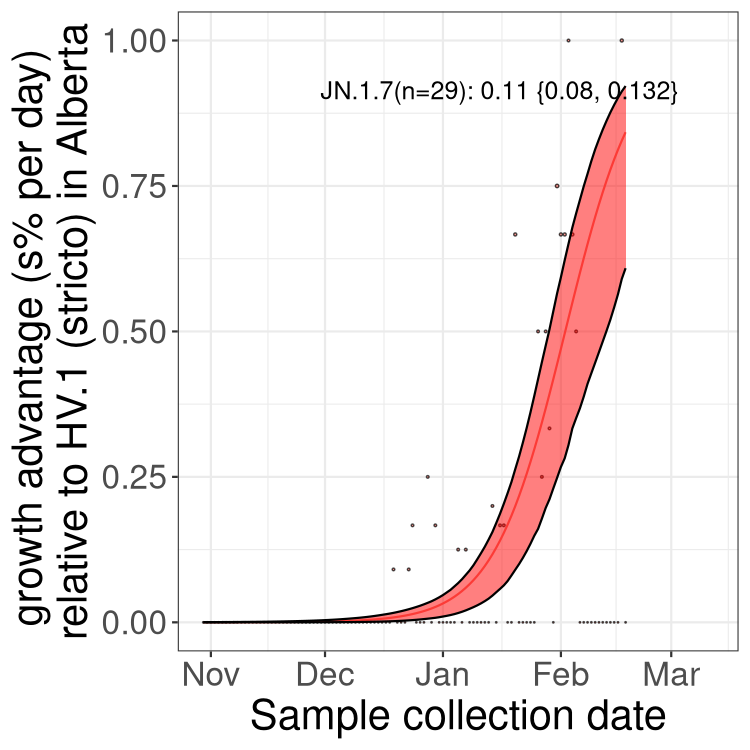 growth advantage (s% per day)
relative to HV.1 (stricto) in Alberta
1.00
0.75
0.50
0.25
0.00
JN.1.7(n=29): 0.11 {0.08, 0.132}
Nov Dec Jan Feb Mar
Sample collection date